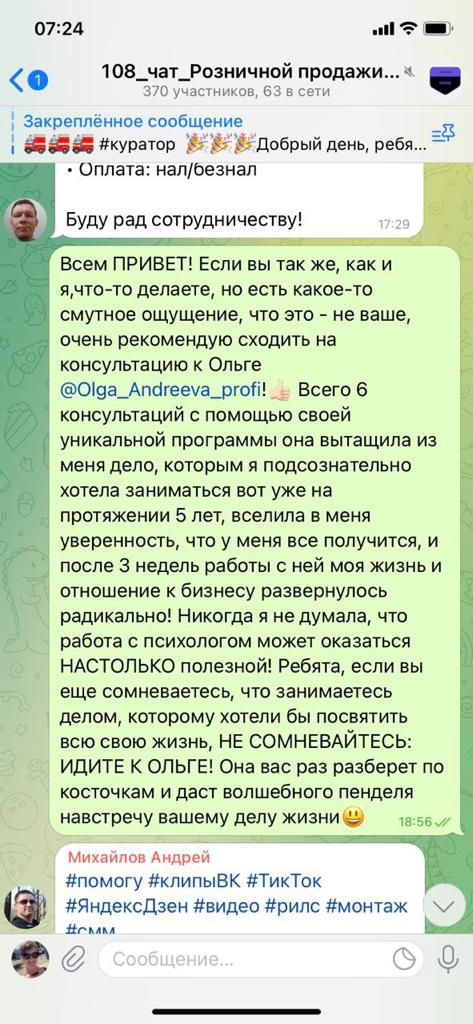 07:24
1
108_чат_Розничной продажи...
370 участников, 63 в сети
Закреплённое сообщение
🚒🚒🚒 #куратор 🎉🎉🎉Добрый день, ребя...
• Оплата: нал/безнал
Буду рад сотрудничеству!
17:29
Всем ПРИВЕТ! Если вы так же, как и
я,что-то делаете, но есть какое-то
смутное ощущение, что это - не ваше,
очень рекомендую сходить на
консультацию к Ольге
@Olga_Andreeva_profi!👍🏻 Всего 6
консультаций с помощью своей
уникальной программы она вытащила из
меня дело, которым я подсознательно
хотела заниматься вот уже на
протяжении 5 лет, вселила в меня
уверенность, что у меня все получится, и
после 3 недель работы с ней моя жизнь и
отношение к бизнесу развернулось
радикально! Никогда я не думала, что
работа с психологом может оказаться
НАСТОЛЬКО полезной! Ребята, если вы
еще сомневаетесь, что занимаетесь
делом, которому хотели бы посвятить
всю свою жизнь, НЕ СОМНЕВАЙТЕСЬ:
ИДИТЕ К ОЛЬГЕ! Она вас раз разберет по
косточкам и даст волшебного пенделя
навстречу вашему делу жизни😃
18:56
Михайлов Андрей
#помогу #клипыВК #ТикТок
#ЯндексДзен #видео #рилс #монтаж
#смм
Сообщение...